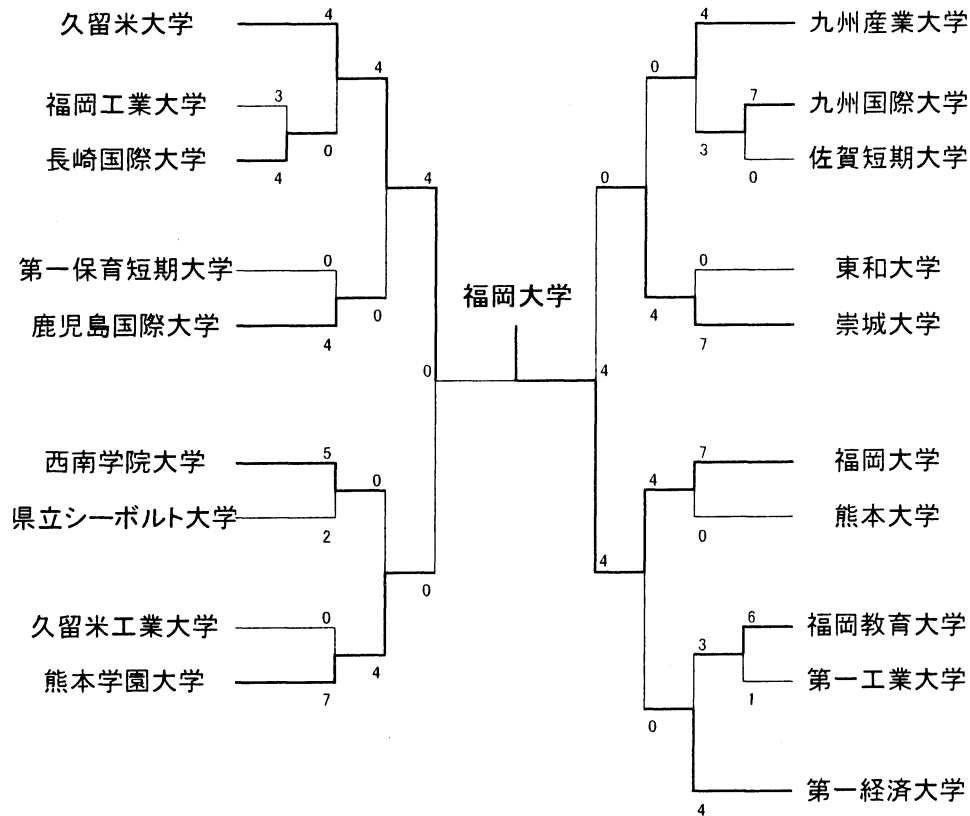 久留米大学
4
4
福岡工業大学
3
長崎国際大学
4
0
4
第一保育短期大学
0
鹿児島国際大学
4
0
0
西南学院大学
5
0
県立シーボルト大学
2
0
久留米工業大学
0
熊本学園大学
7
4
福岡大学
4
九州産業大学
0
7
九州国際大学
3
0
佐賀短期大学
0
0
東和大学
4
7
崇城大学
4
7
福岡大学
4
0
熊本大学
4
6
福岡教育大学
3
1
第一工業大学
0
4
第一経済大学